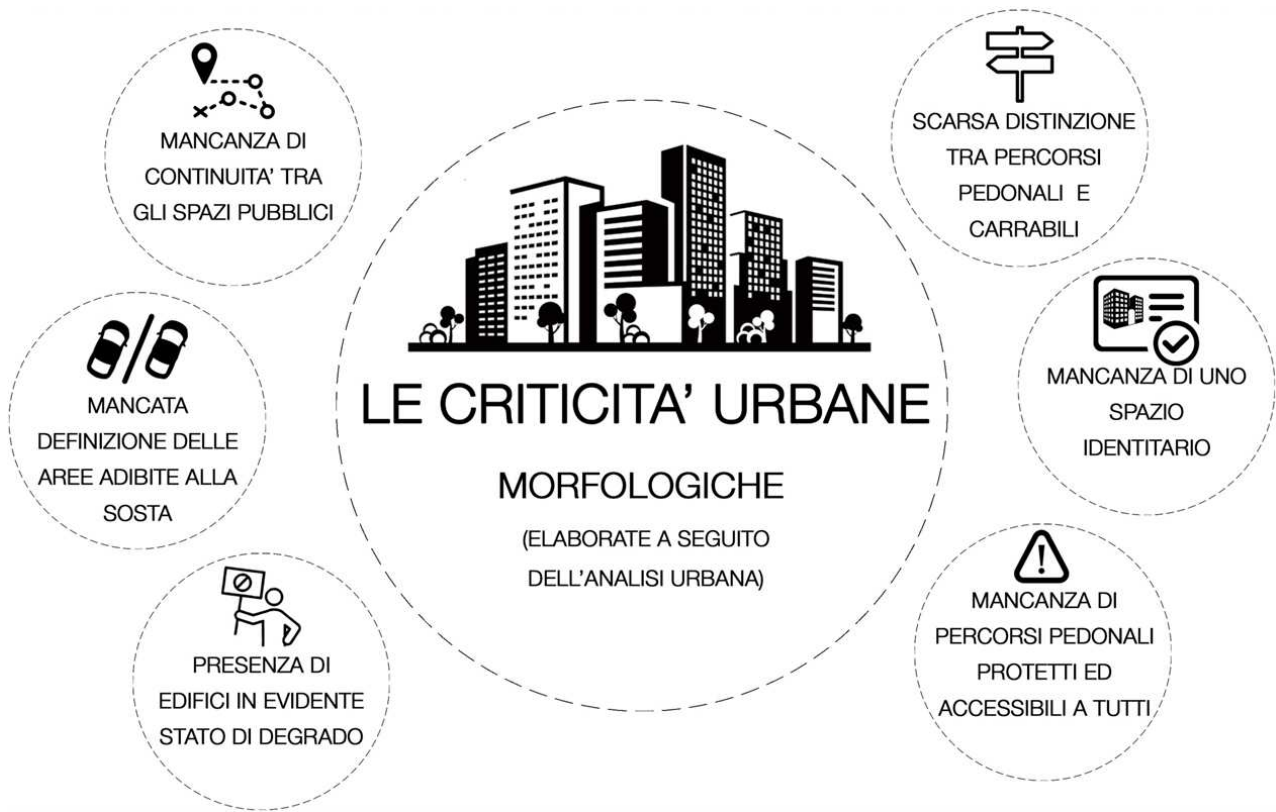 MANCANZA DI
CONTINUITA' TRA
GLI SPAZI PUBBLICI
SCARSA DISTINZIONE
TRA PERCORSI
PEDONALI E
CARRABILI
MANCATA
DEFINIZIONE DELLE
AREE ADIBITE ALLA
SOSTA
LE CRITICITA' URBANE
MORFOLOGICHE
(ELABORATE A SEGUITO
DELL'ANALISI URBANA)
MANCANZA DI UNO
SPAZIO
IDENTITARIO
PRESENZA DI
EDIFICI IN EVIDENTE
STATO DI DEGRADO
MANCANZA DI
PERCORSI PEDONALI
PROTETTI ED
ACCESSIBILI A TUTTI